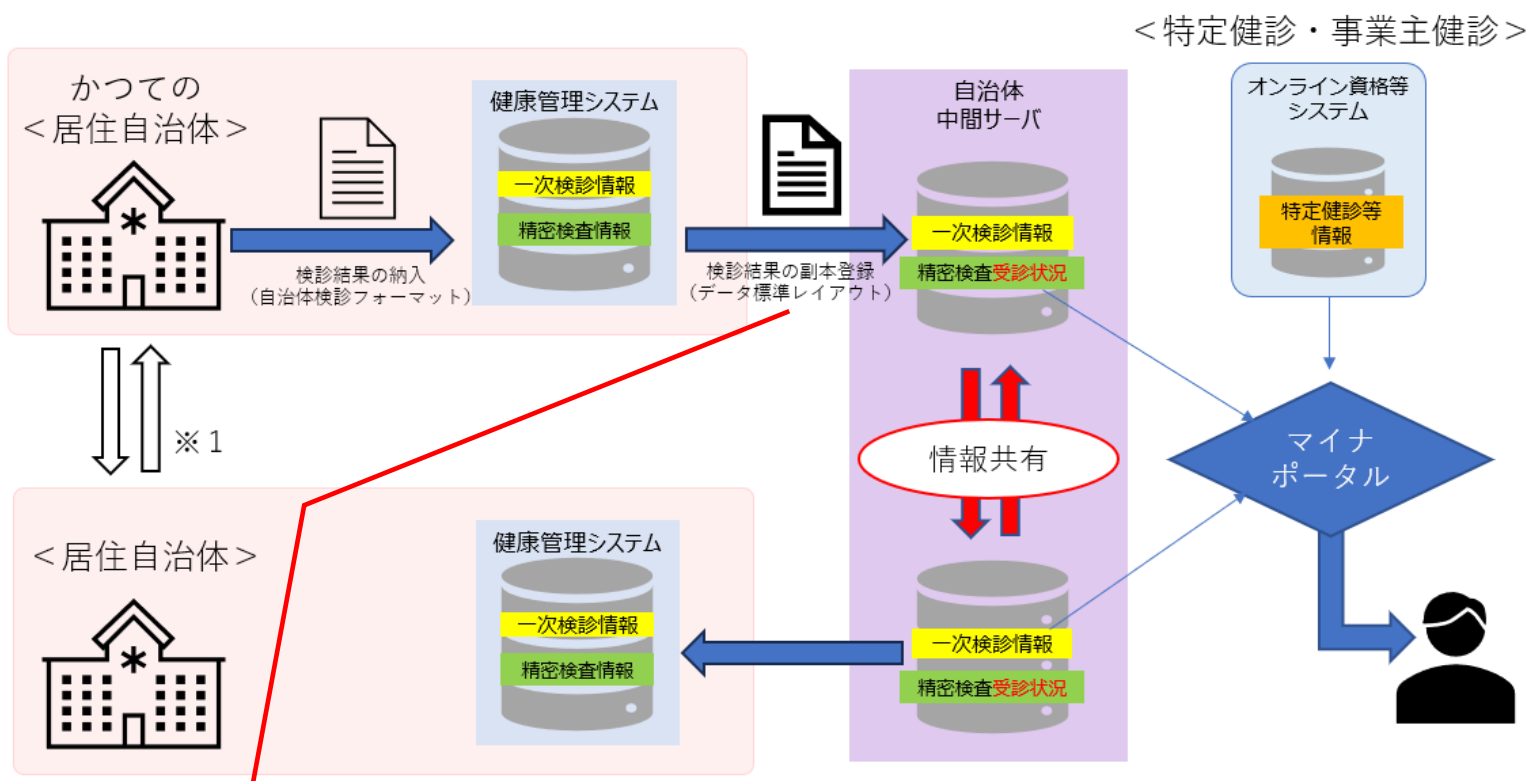 ＜特定健診・事業主健診＞
かつての
＜居住自治体＞
検診結果の納入
（自治体検診フォーマット）
健康管理システム
一次検診情報
精密検査情報
検診結果の副本登録
（データ標準レイアウト）
自治体
中間サーバ
一次検診情報
精密検査受診状況
オンライン資格等
システム
特定健診等
情報
※１
情報共有
マイナ
ポータル
＜居住自治体＞
健康管理システム
一次検診情報
精密検査情報
一次検診情報
精密検査受診状況